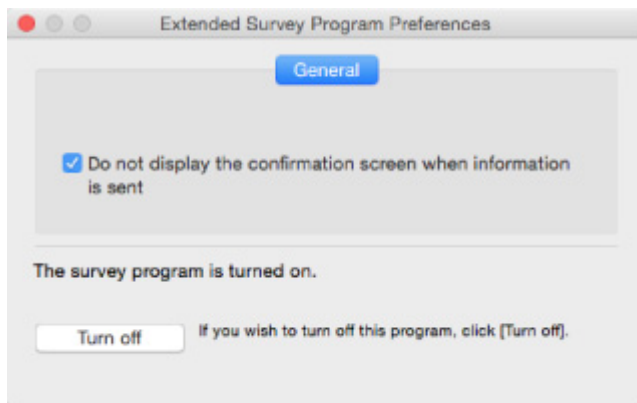 Extended Survey Program Preferences
General
Do not display the confirmation screen when information
is sent
The survey program is turned on.
Turn off
If you wish to turn off this program, click [Turn off].